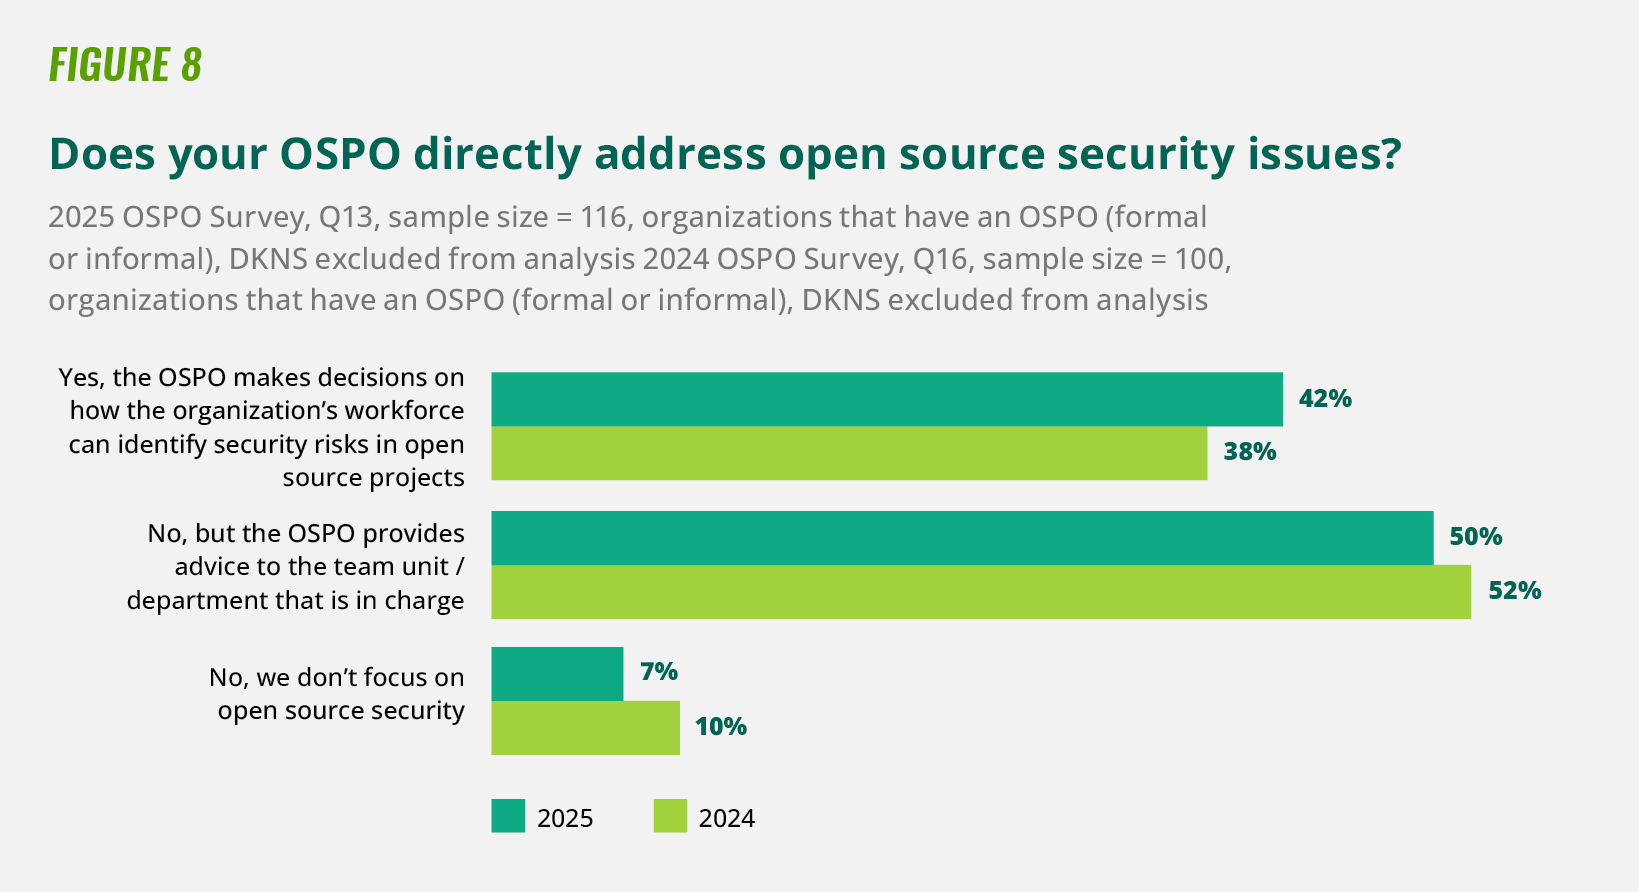 FIGURE 8
Does your OSPO directly address open source security issues?
2025 OSPO Survey, Q13, sample size = 116, organizations that have an OSPO (formal
or informal), DKNS excluded from analysis 2024 OSPO Survey, Q16, sample size = 100,
organizations that have an OSPO (formal or informal), DKNS excluded from analysis
Yes, the OSPO makes decisions on
how the organization’s workforce
can identify security risks in open
source projects
42%
38%
No, but the OSPO provides
advice to the team unit /
department that is in charge
50%
52%
No, we don’t focus on
open source security
7%
10%
2025
2024